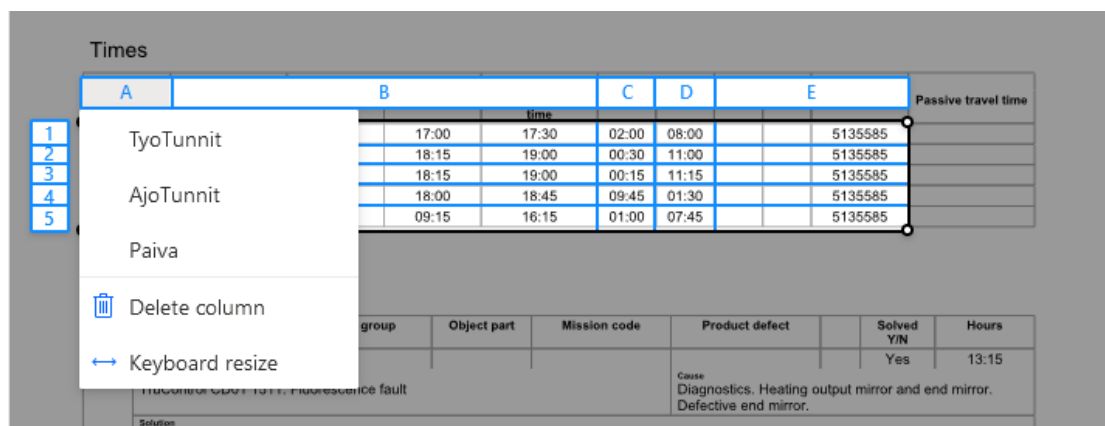 Times
A B C D E
Passive travel time
time
1 17:00 17:30 02:00 08:00 5135585
2 18:15 19:00 00:30 11:00 5135585
3 18:15 19:00 00:15 11:15 5135585
4 18:00 18:45 09:45 01:30 5135585
5 09:15 16:15 01:00 07:45 5135585
TyoTunnit
AjoTunnit
Paiva
Delete column
Keyboard resize
group Object part Mission code Product defect Solved Y/N Hours
Yes 13:15
Cause
fault Diagnostics. Heating output mirror and end mirror.
Defective end mirror.
Solution